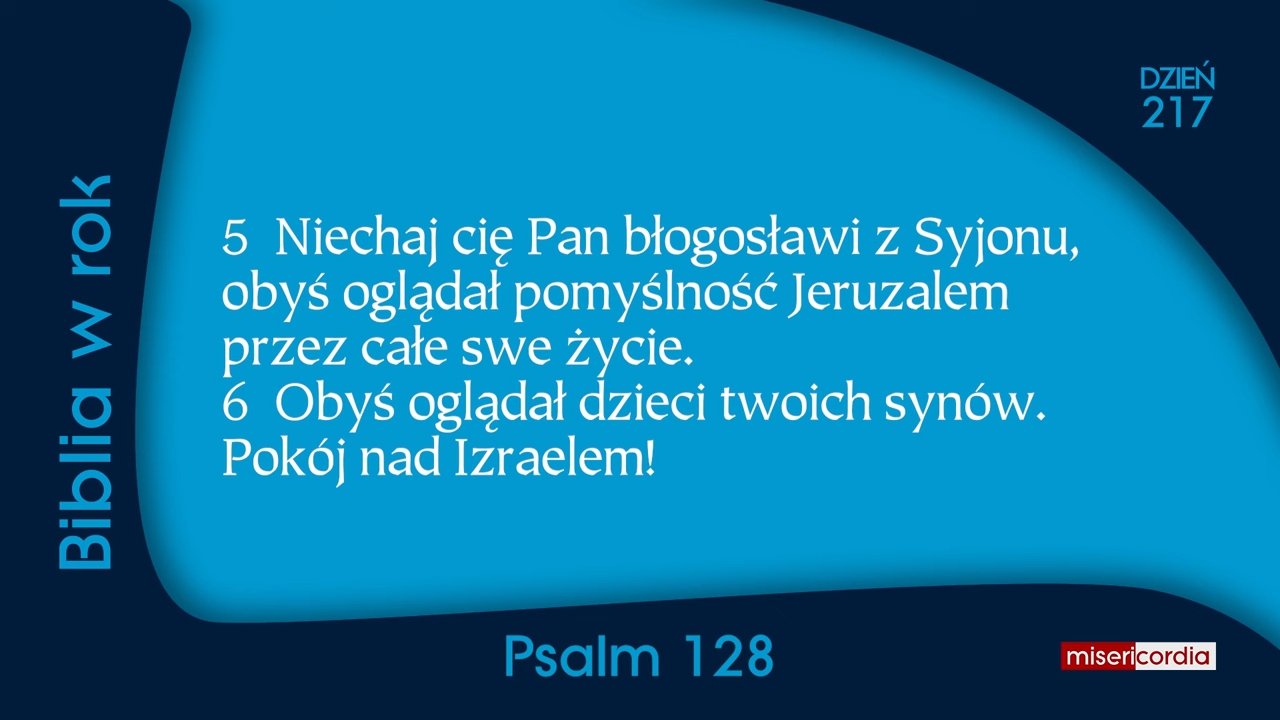 DZIEŃ
217
Biblia w rok
5 Niechaj cię Pan błogosławi z Syjonu,
obyś oglądał pomyślność Jeruzalem
przez całe swe życie.
6 Obyś oglądał dzieci twoich synów.
Pokój nad Izraelem!
Psalm 128
misericordia